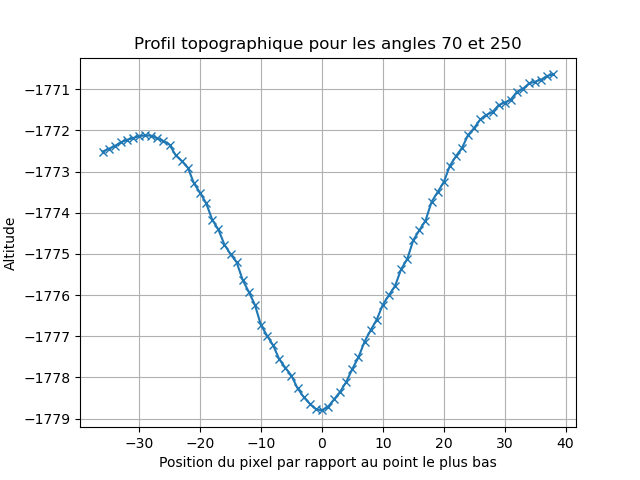 Profil topographique pour les angles 70 et 250
Altitude
−1771
−1772
−1773
−1774
−1775
−1776
−1777
−1778
−1779
−30 −20 −10 0 10 20 30 40
Position du pixel par rapport au point le plus bas